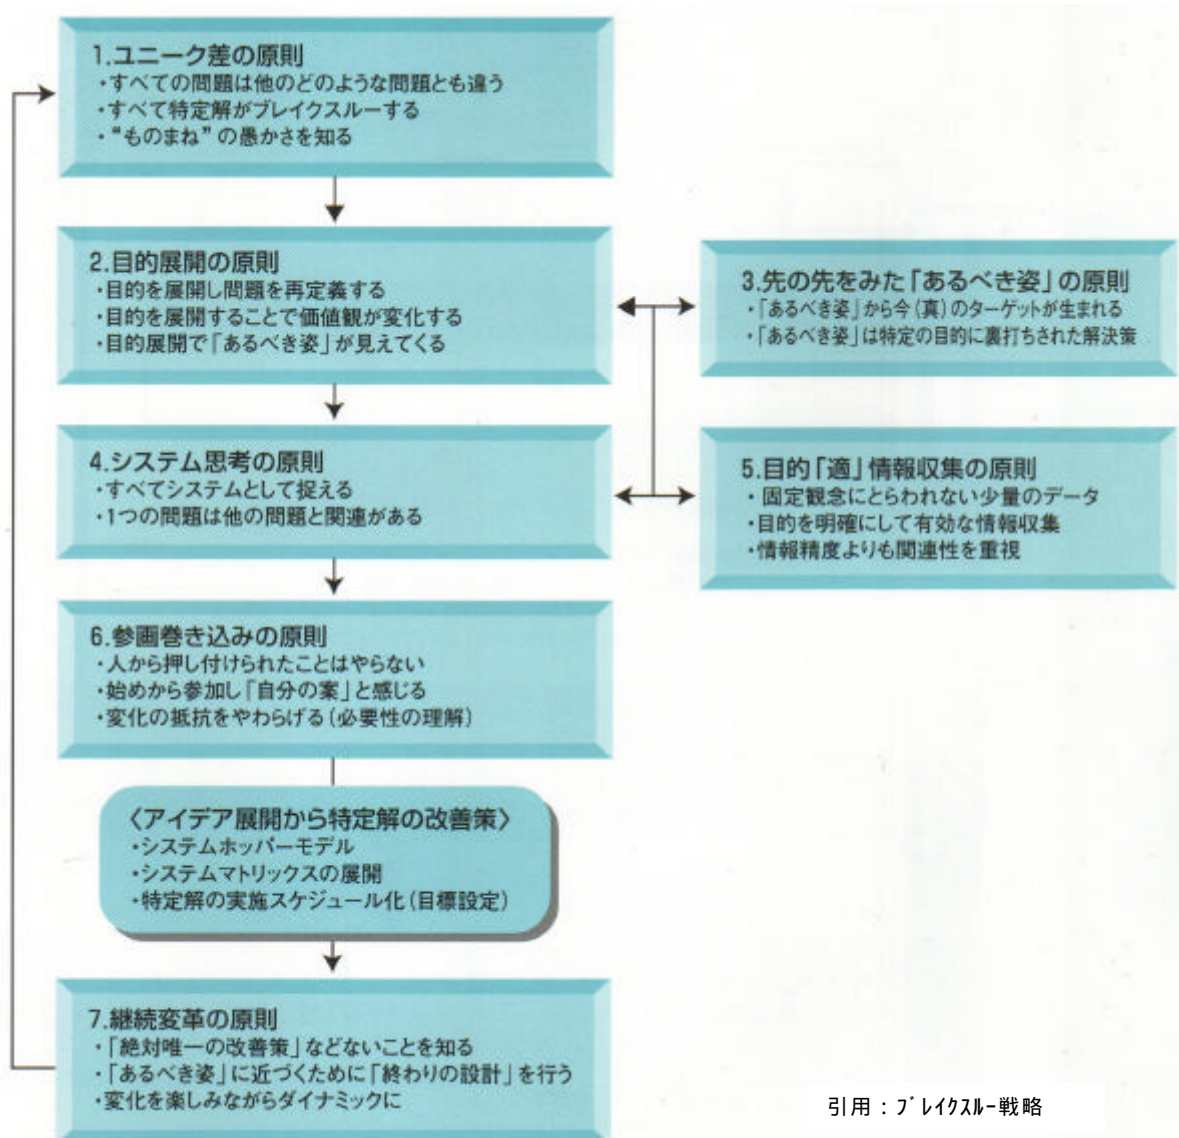 1.ユニーク差の原則
・すべての問題は他のどのような問題とも違う
・すべて特定解がブレイクスルーする
・“ものまね”の愚かさを知る
2.目的展開の原則
・目的を展開し問題を再定義する
・目的を展開することで価値観が変化する
・目的展開で「あるべき姿」が見えてくる
3.先の先をみた「あるべき姿」の原則
・「あるべき姿」から今(真)のターゲットが生まれる
・「あるべき姿」は特定の目的に裏打ちされた解決策
4.システム思考の原則
・すべてシステムとして捉える
・1つの問題は他の問題と関連がある
5.目的「適」情報収集の原則
・固定観念にとらわれない少量のデータ
・目的を明確にして有効な情報収集
・情報精度よりも関連性を重視
6.参画巻き込みの原則
・人から押し付けられたことはやらない
・始めから参加し「自分の案」と感じる
・変化の抵抗をやわらげる(必要性の理解)
〈アイデア展開から特定解の改善策〉
・システムホッパーモデル
・システムマトリックスの展開
・特定解の実施スケジュール化(目標設定)
7.継続変革の原則
・「絶対唯一の改善策」などないことを知る
・「あるべき姿」に近づくために「終わりの設計」を行う
・変化を楽しみながらダイナミックに
引用：ﾌﾞﾚｲｸｽﾙｰ戦略